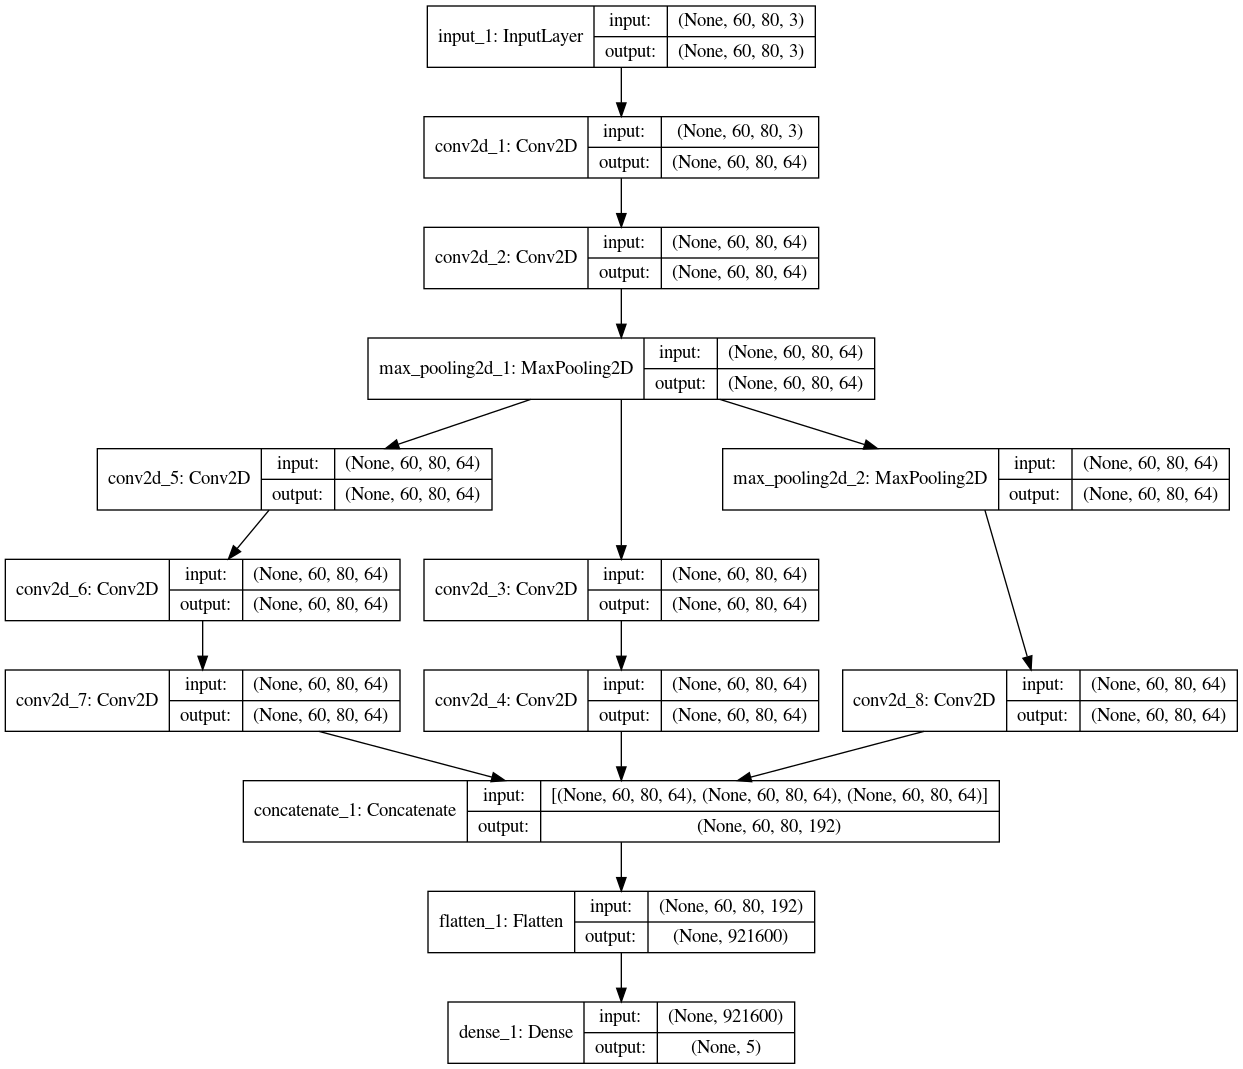 input_1: InputLayer
input: (None, 60, 80, 3)
output: (None, 60, 80, 3)
conv2d_1: Conv2D
input: (None, 60, 80, 3)
output: (None, 60, 80, 64)
conv2d_2: Conv2D
input: (None, 60, 80, 64)
output: (None, 60, 80, 64)
max_pooling2d_1: MaxPooling2D
input: (None, 60, 80, 64)
output: (None, 60, 80, 64)
conv2d_5: Conv2D
input: (None, 60, 80, 64)
output: (None, 60, 80, 64)
max_pooling2d_2: MaxPooling2D
input: (None, 60, 80, 64)
output: (None, 60, 80, 64)
conv2d_6: Conv2D
input: (None, 60, 80, 64)
output: (None, 60, 80, 64)
conv2d_3: Conv2D
input: (None, 60, 80, 64)
output: (None, 60, 80, 64)
conv2d_7: Conv2D
input: (None, 60, 80, 64)
output: (None, 60, 80, 64)
conv2d_4: Conv2D
input: (None, 60, 80, 64)
output: (None, 60, 80, 64)
conv2d_8: Conv2D
input: (None, 60, 80, 64)
output: (None, 60, 80, 64)
concatenate_1: Concatenate
input: [(None, 60, 80, 64), (None, 60, 80, 64), (None, 60, 80, 64)]
output: (None, 60, 80, 192)
flatten_1: Flatten
input: (None, 60, 80, 192)
output: (None, 921600)
dense_1: Dense
input: (None, 921600)
output: (None, 5)